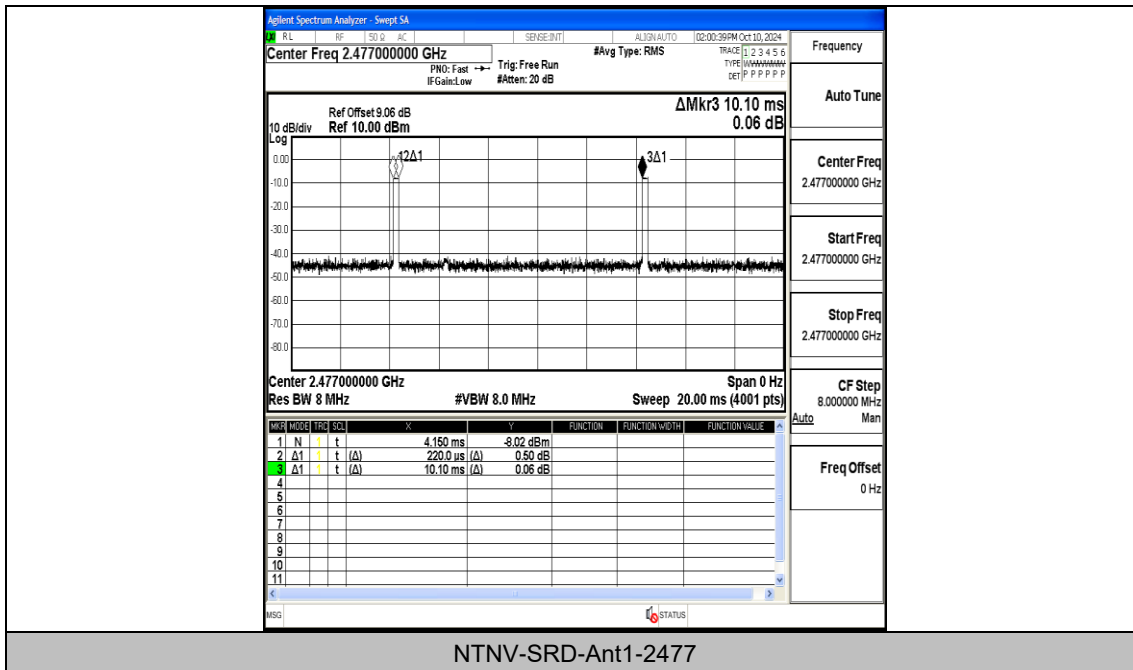 Agilent Spectrum Analyzer - Swept SA
RL RF 50 Ω AC SENSE:INT ALIGN AUTO 02:00:39 PM Oct 10, 2024
Center Freq 2.477000000 GHz
#Avg Type: RMS
TRACE 1 2 3 4 5 6
TYPE
DET P P P P P P
PNO: Fast
IFGain:Low
Trig: Free Run
#Atten: 20 dB
Frequency
Auto Tune
Center Freq
2.477000000 GHz
Start Freq
2.477000000 GHz
Stop Freq
2.477000000 GHz
CF Step
8.000000 MHz
Auto Man
Freq Offset
0 Hz
ΔMkr3 10.10 ms
0.06 dB
Ref Offset 9.06 dB
10 dB/div Ref 10.00 dBm
Log
0.00
-10.0
-20.0
-30.0
-40.0
-50.0
-60.0
-70.0
-80.0
12Δ1
3Δ1
Center 2.477000000 GHz Span 0 Hz
Res BW 8 MHz #VBW 8.0 MHz Sweep 20.00 ms (4001 pts)
MKR MODE TRC SCL X Y FUNCTION FUNCTION WIDTH FUNCTION VALUE
1 N 1 t 4.150 ms -8.02 dBm
2 Δ1 1 t (Δ) 220.0 µs (Δ) 0.50 dB
3 Δ1 1 t (Δ) 10.10 ms (Δ) 0.06 dB
4
5
6
7
8
9
10
11
MSG STATUS
NTNV-SRD-Ant1-2477